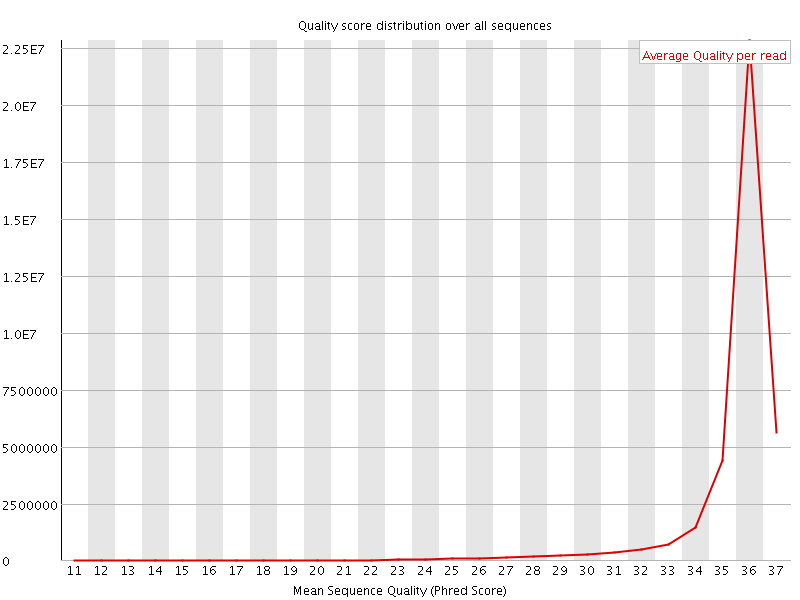 Quality score distribution over all sequences
Average Quality per read
2.25E7
2.0E7
1.75E7
1.5E7
1.25E7
1.0E7
7500000
5000000
2500000
0
11 12 13 14 15 16 17 18 19 20 21 22 23 24 25 26 27 28 29 30 31 32 33 34 35 36 37
Mean Sequence Quality (Phred Score)